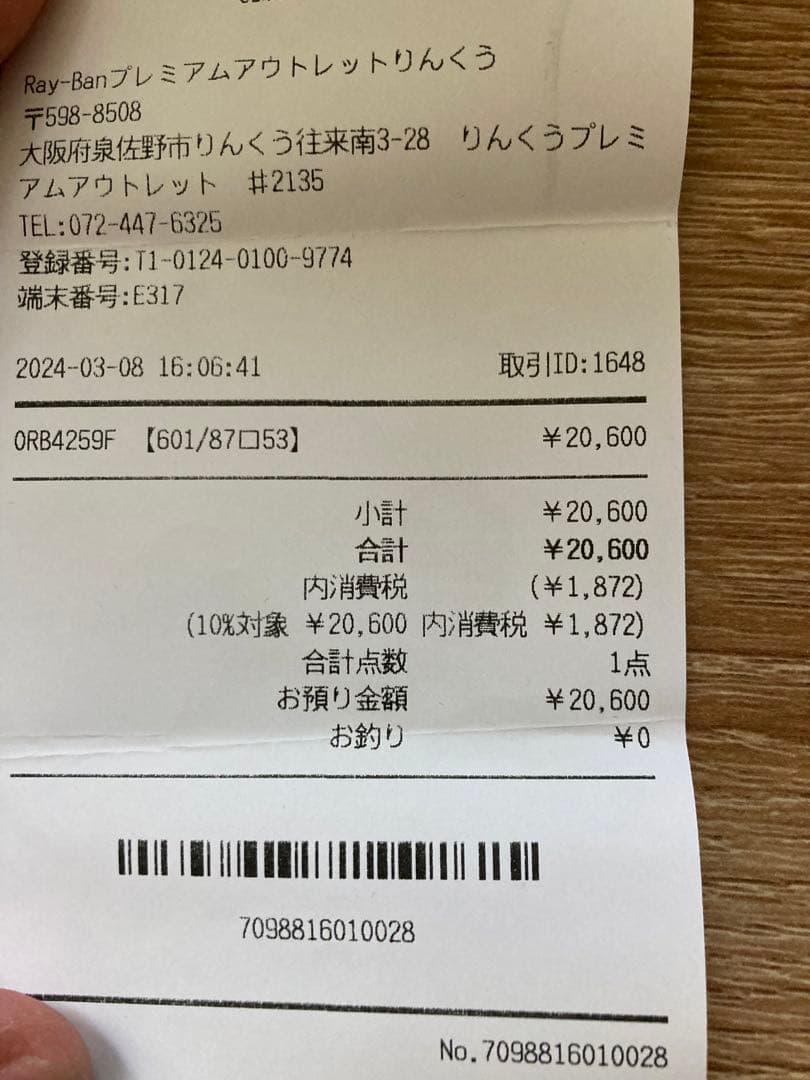 Ray-Banプレミアムアウトレットりんくう
〒598-8508
大阪府泉佐野市りんくう往来南3-28 りんくうプレミ
アムアウトレット #2135
TEL:072-447-6325
登録番号:T1-0124-0100-9774
端末番号:E317
2024-03-08 16:06:41 取引ID:1648
0RB4259F 【601/87口53】 ¥20,600
小計 ¥20,600
合計 ¥20,600
内消費税 (¥1,872)
(10%対象 ¥20,600 内消費税 ¥1,872)
合計点数 1点
お預り金額 ¥20,600
お釣り ¥0
7098816010028
No.7098816010028